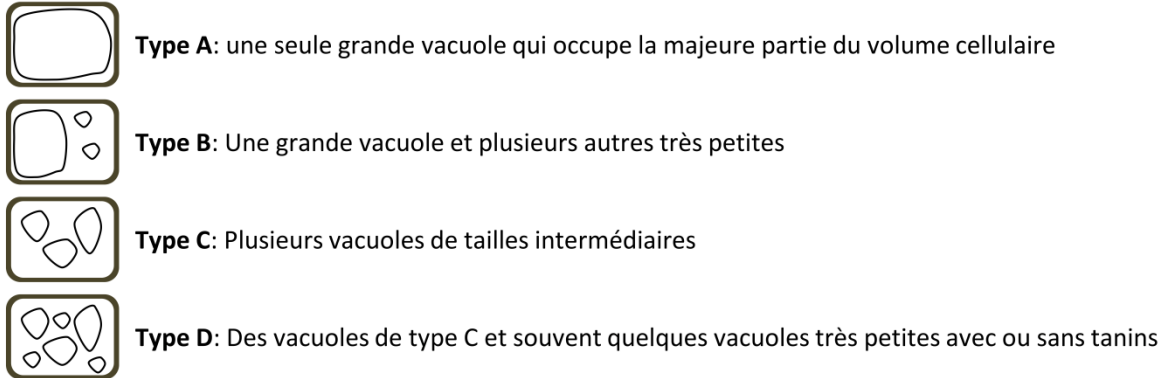 Type A: une seule grande vacuole qui occupe la majeure partie du volume cellulaire
Type B: Une grande vacuole et plusieurs autres très petites
Type C: Plusieurs vacuoles de tailles intermédiaires
Type D: Des vacuoles de type C et souvent quelques vacuoles très petites avec ou sans tanins